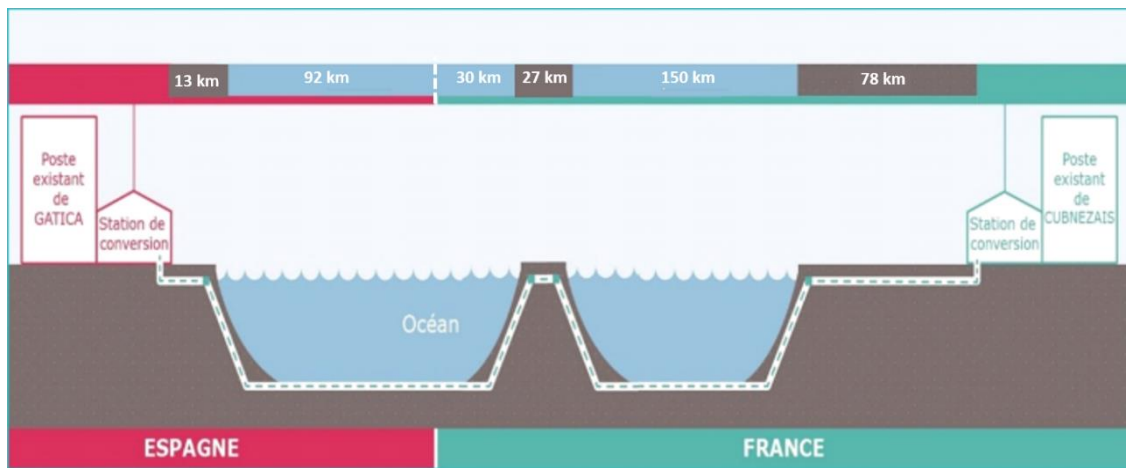 13 km
92 km
30 km
27 km
150 km
78 km
Poste
existant
de
GATICA
Station de
conversion
Station de
conversion
Poste
existant
de
CUBNEZAIS
Océan
ESPAGNE
FRANCE